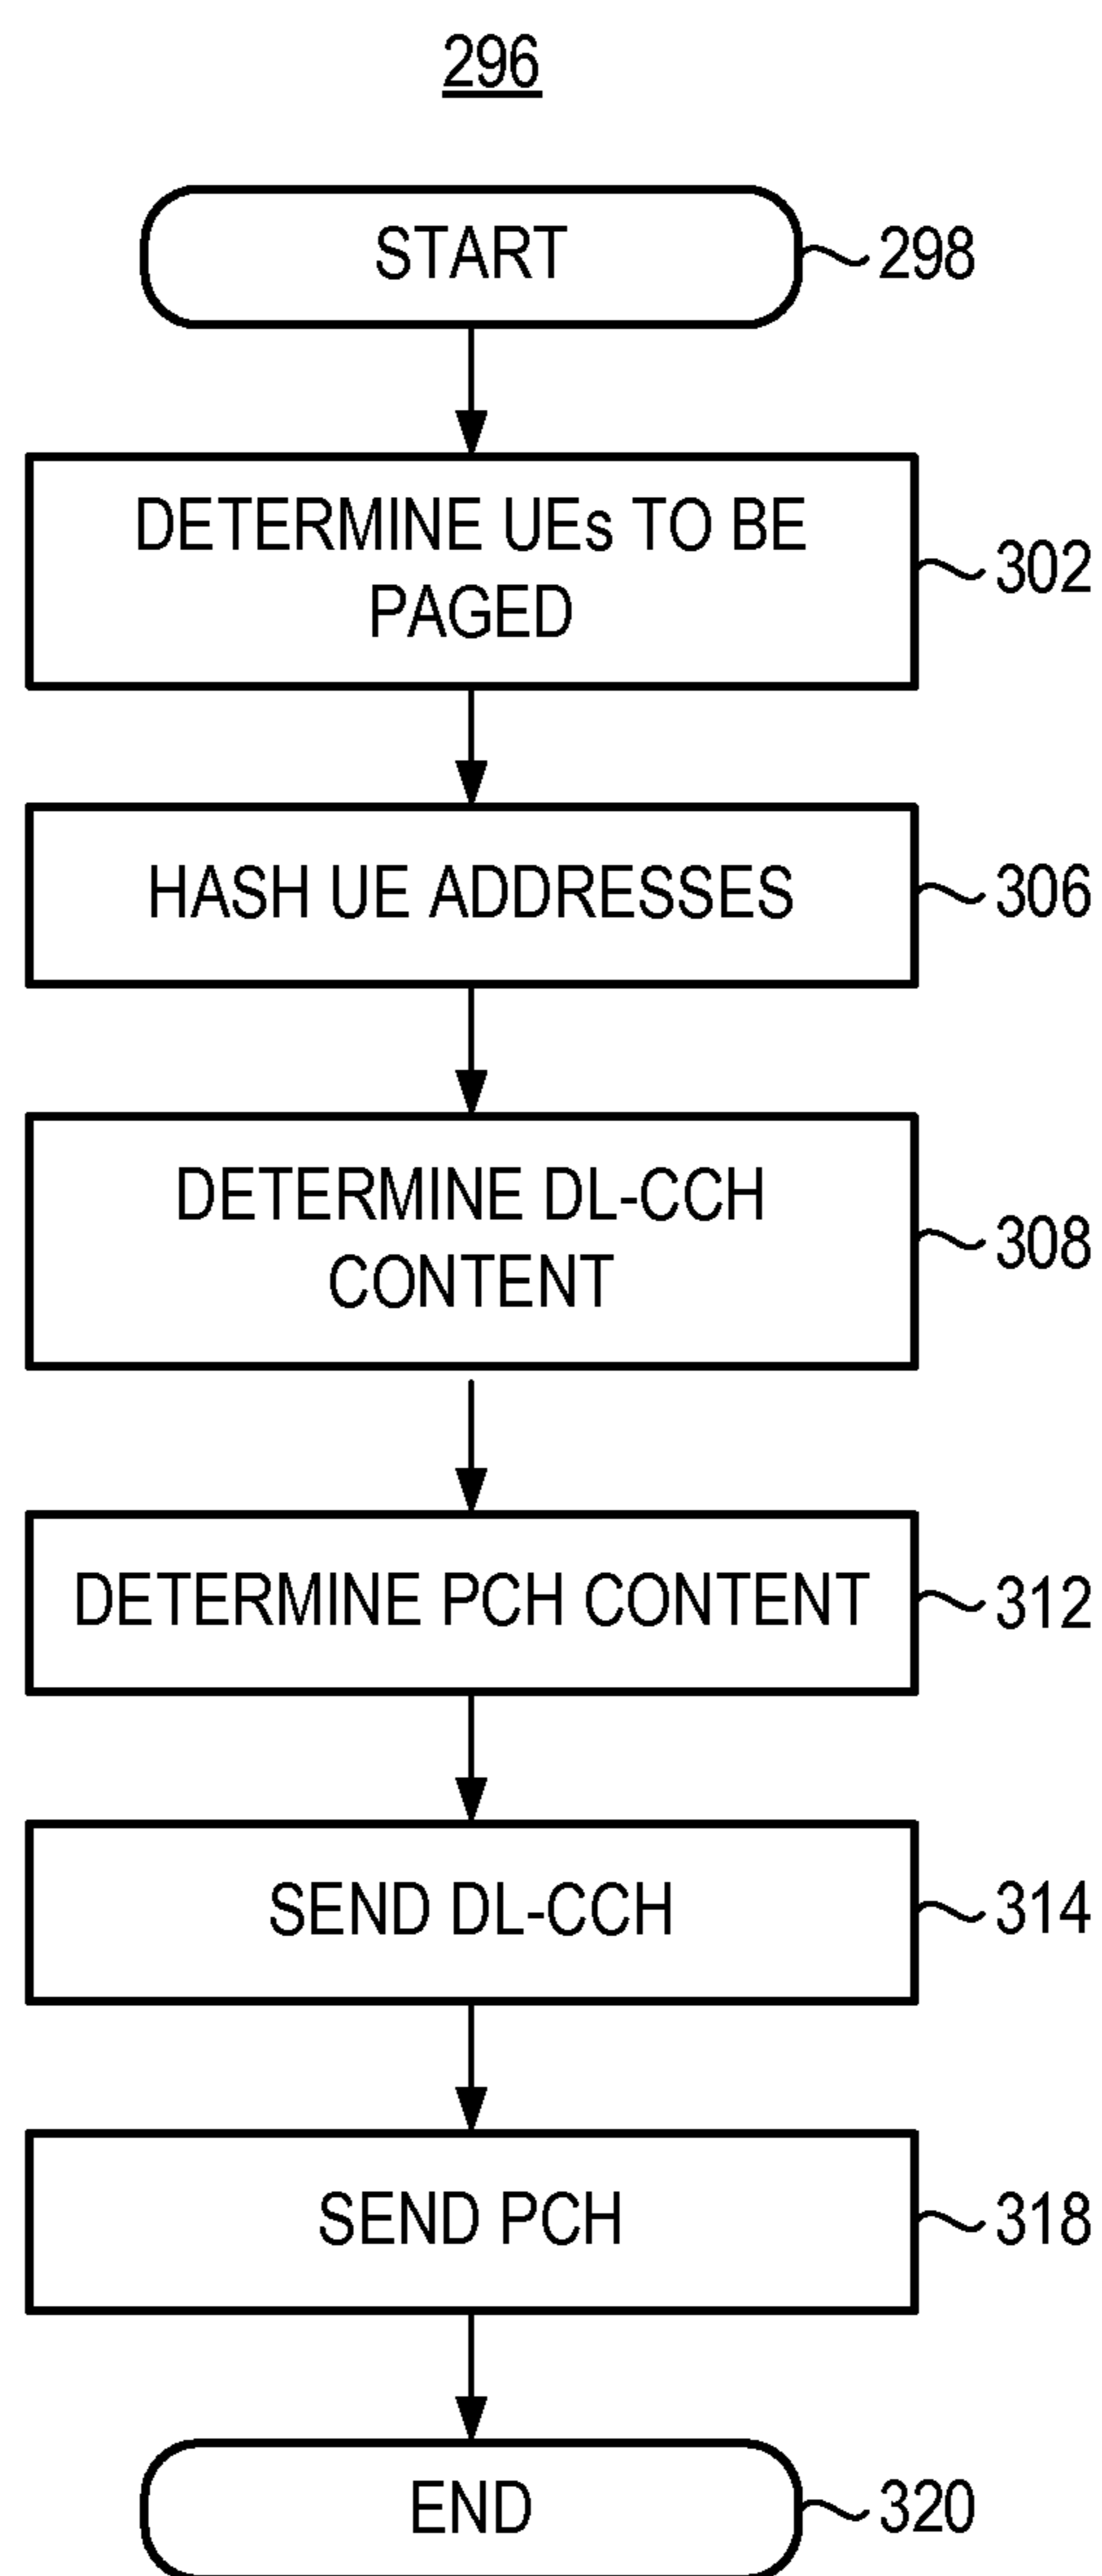 296
START
298
DETERMINE UEs TO BE
PAGED
302
HASH UE ADDRESSES
306
DETERMINE DL-CCH
CONTENT
308
DETERMINE PCH CONTENT
312
SEND DL-CCH
314
SEND PCH
318
END
320